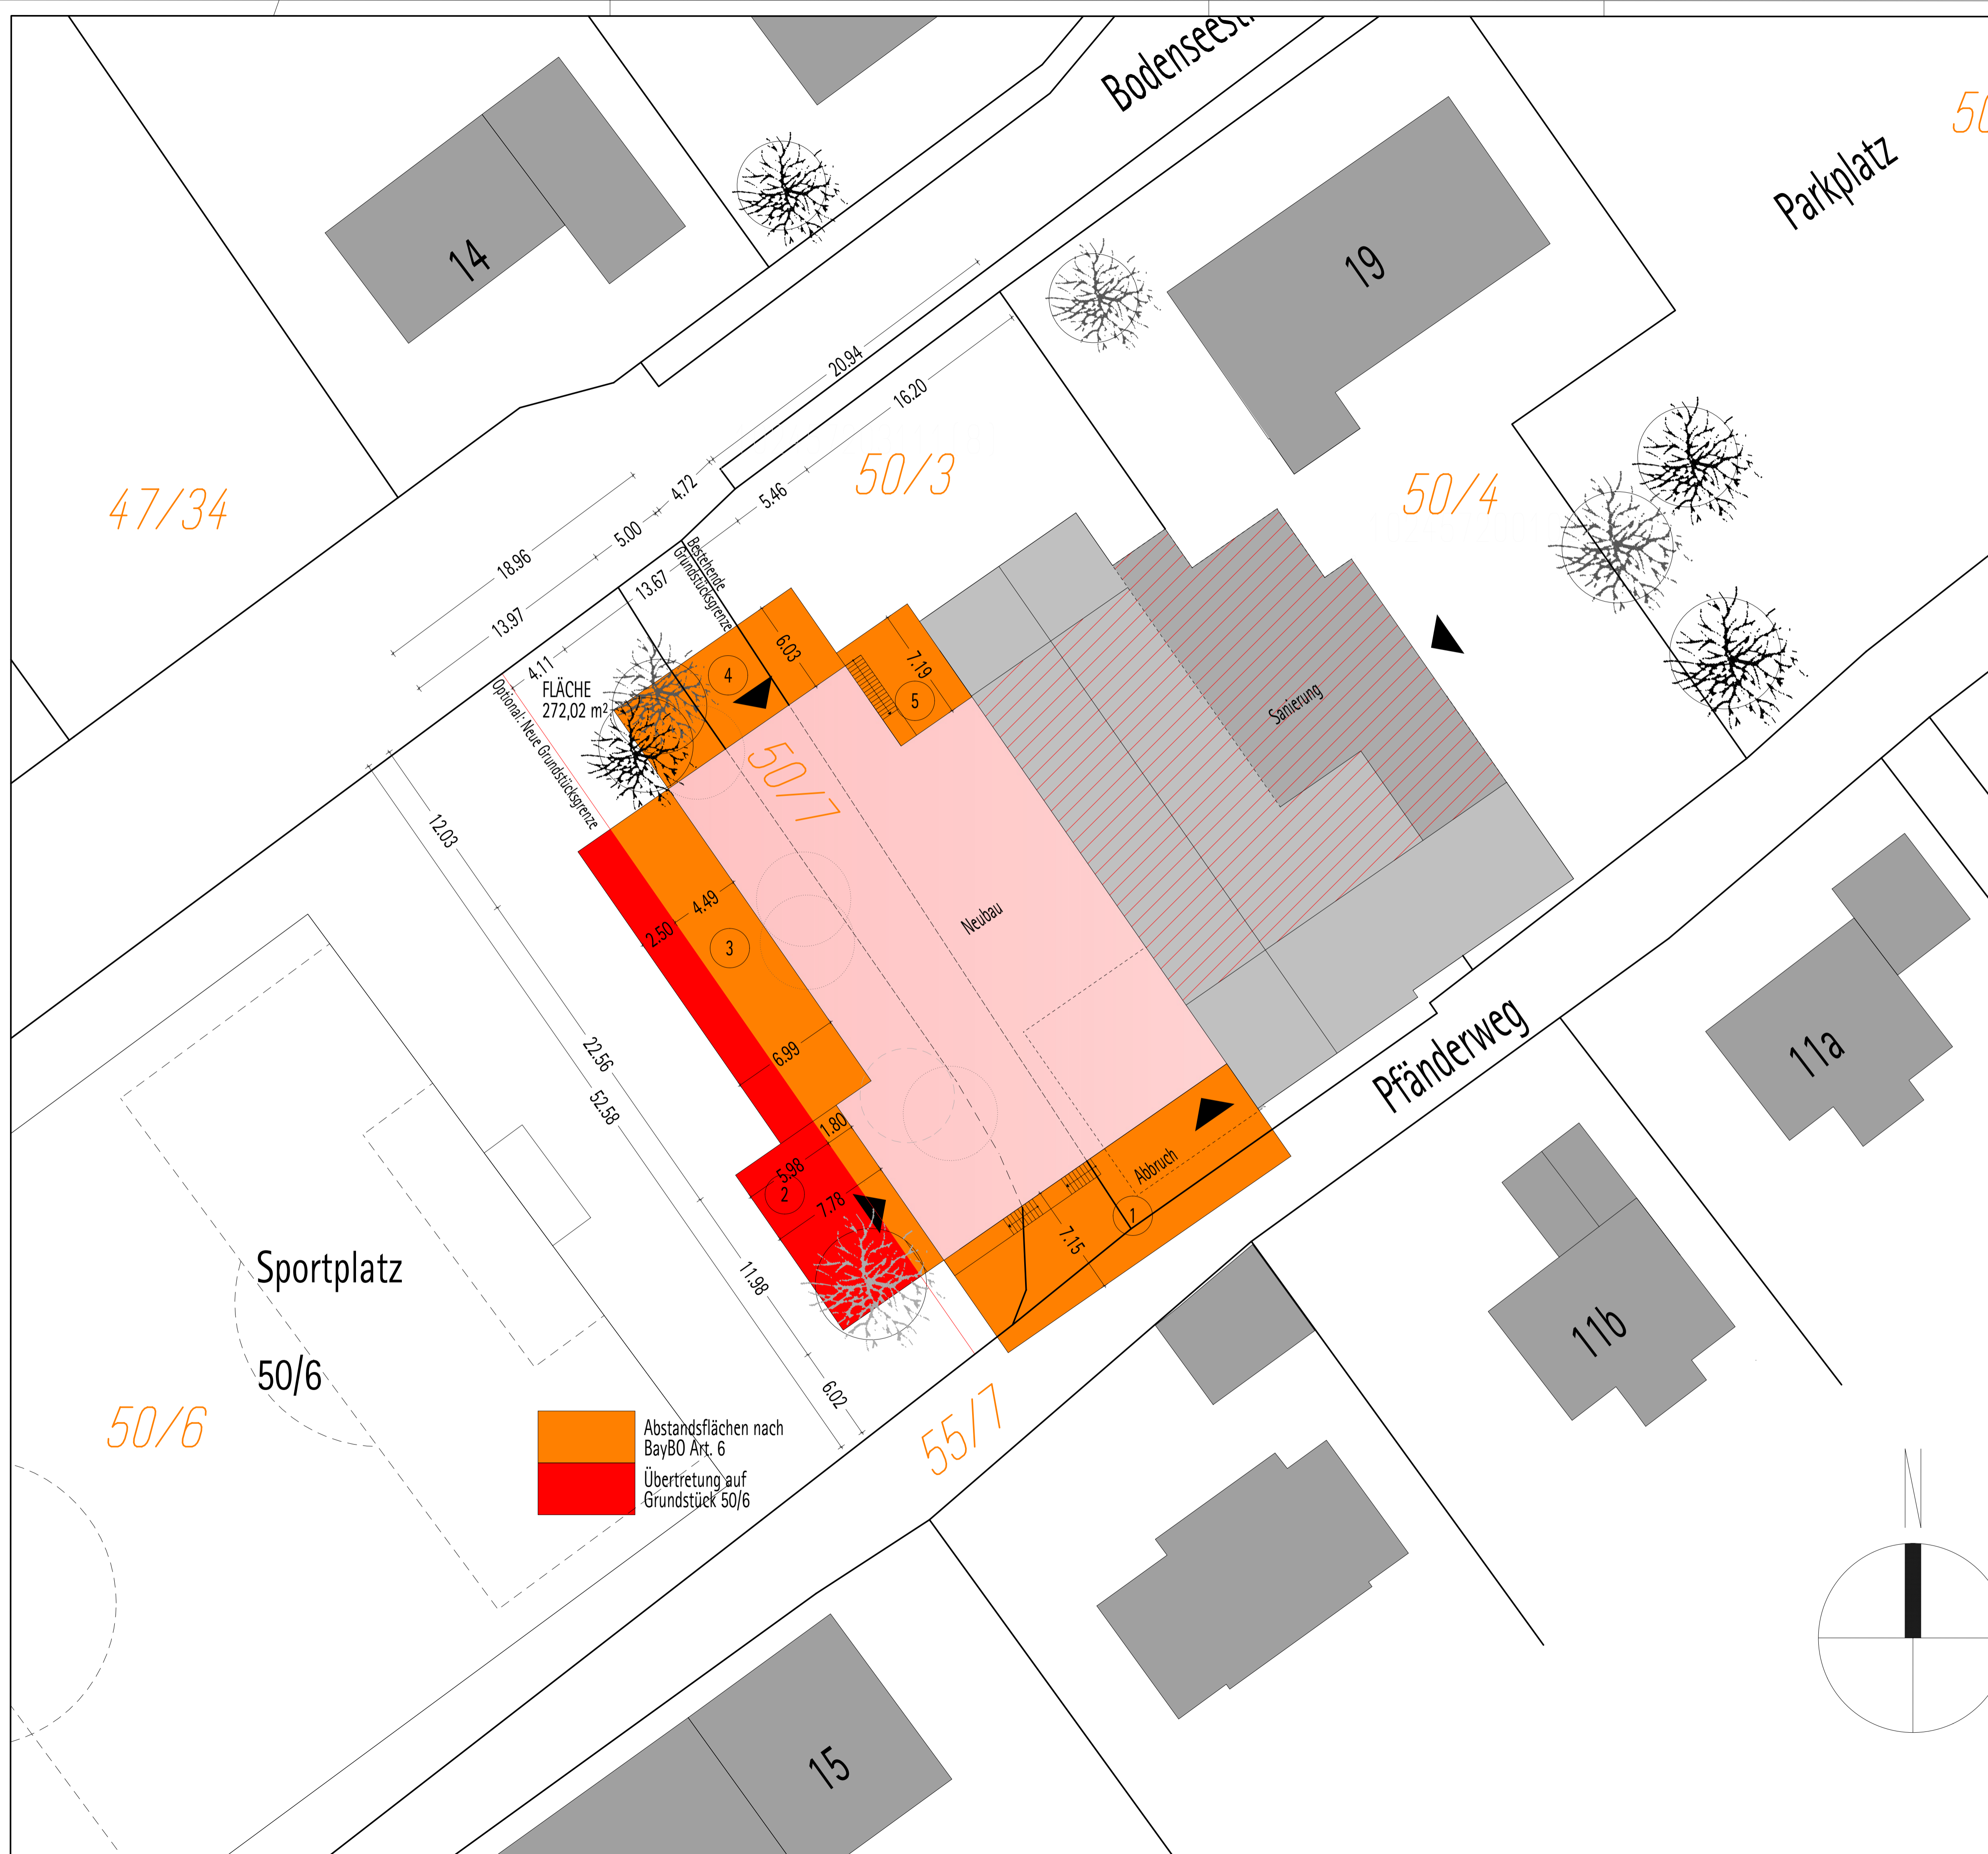 Parkplatz
14
19
20.94
16.20
50/3
47/34
50/4
4.72
5.46
5.00
18.96
13.67
Bestehende
Grundstücksgrenze
13.97
4.11
6.03
7.19
4
5
FLÄCHE
272,02 m²
Optional: Neue Grundstücksgrenze
Sanierung
50/7
12.03
4.49
2.50
3
Neubau
22.56
6.99
52.58
Pfänderweg
11a
1.80
5.98
2
7.78
Abbruch
1
7.15
Sportplatz
11.98
11b
50/6
6.02
50/6
55/7
Abstandsflächen nach
BayBO Art. 6
Übertretung auf
Grundstück 50/6
15